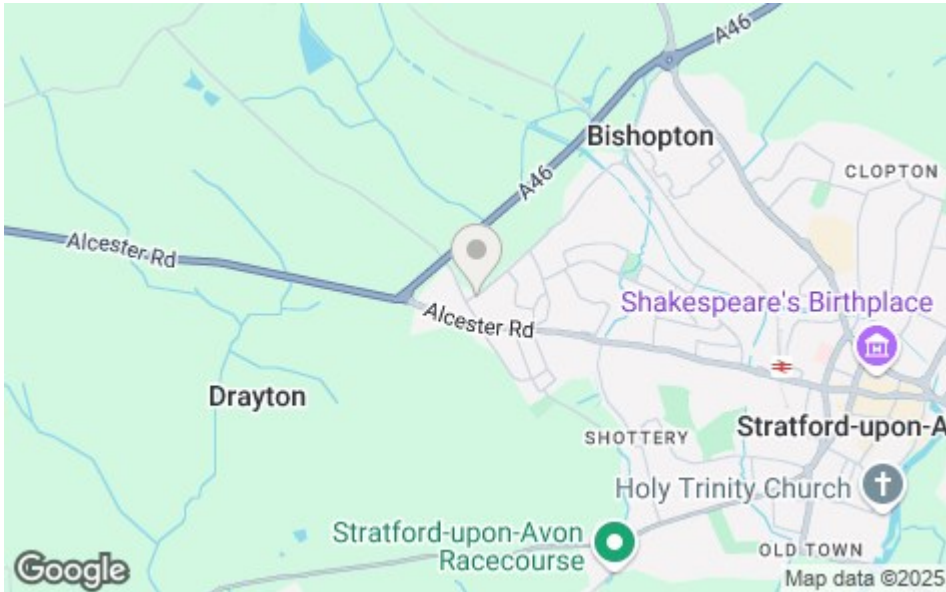 A46
Bishopton
CLOPTON
A46
Alcester Rd
Shakespeare's Birthplace
Alcester Rd
Drayton
SHOTTERY
Stratford-upon-A
Holy Trinity Church
Stratford-upon-Avon
Racecourse
OLD TOWN
Google
Map data ©2025